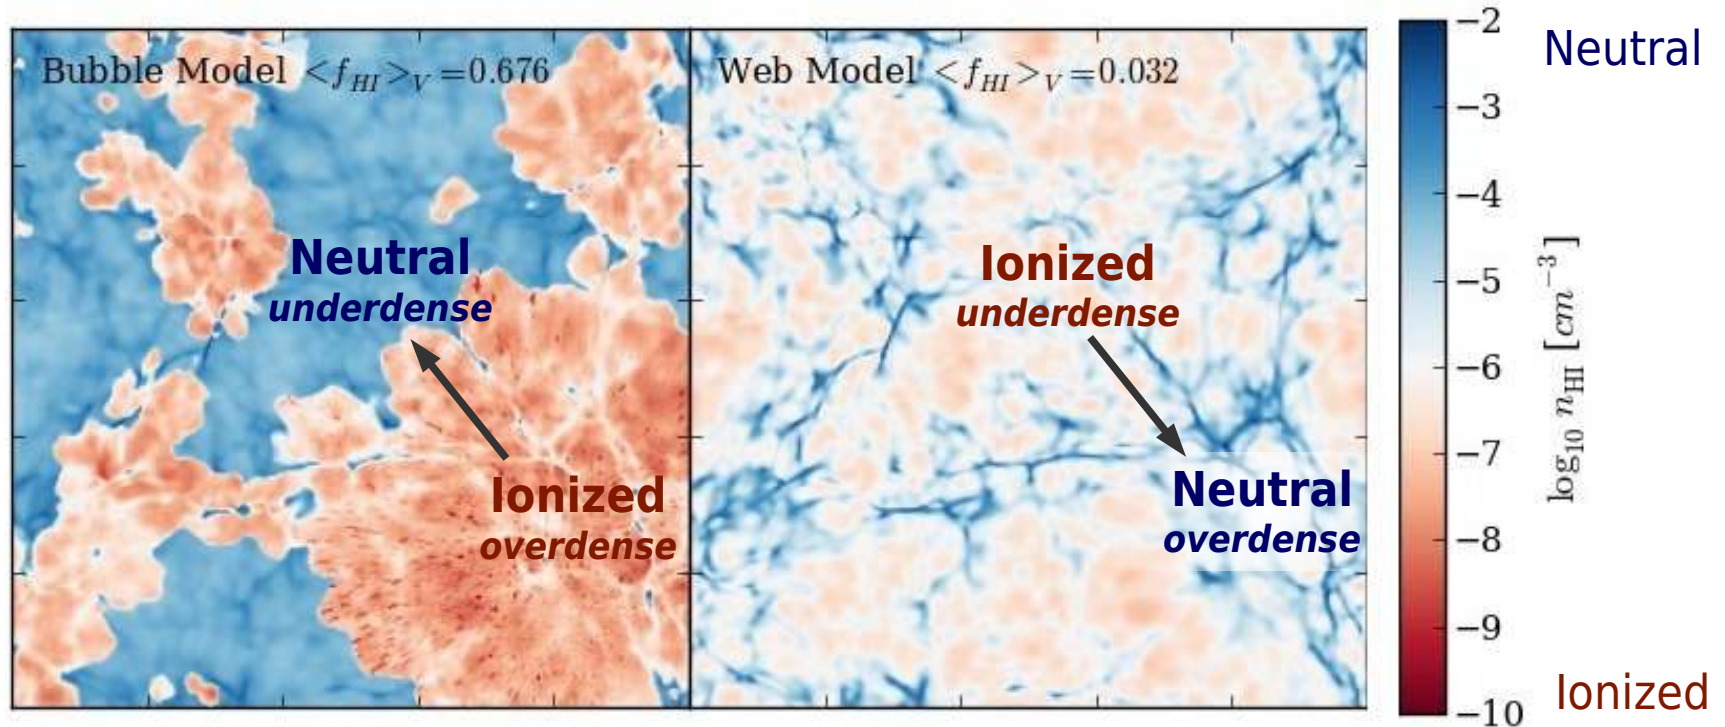 Bubble Model <f_HI>_V=0.676
Web Model <f_HI>_V=0.032
Neutral
underdense
Ionized
overdense
Ionized
underdense
Neutral
overdense
−2
−3
−4
−5
−6
−7
−8
−9
−10
log₁₀ n_HI [cm⁻³]
Neutral
Ionized